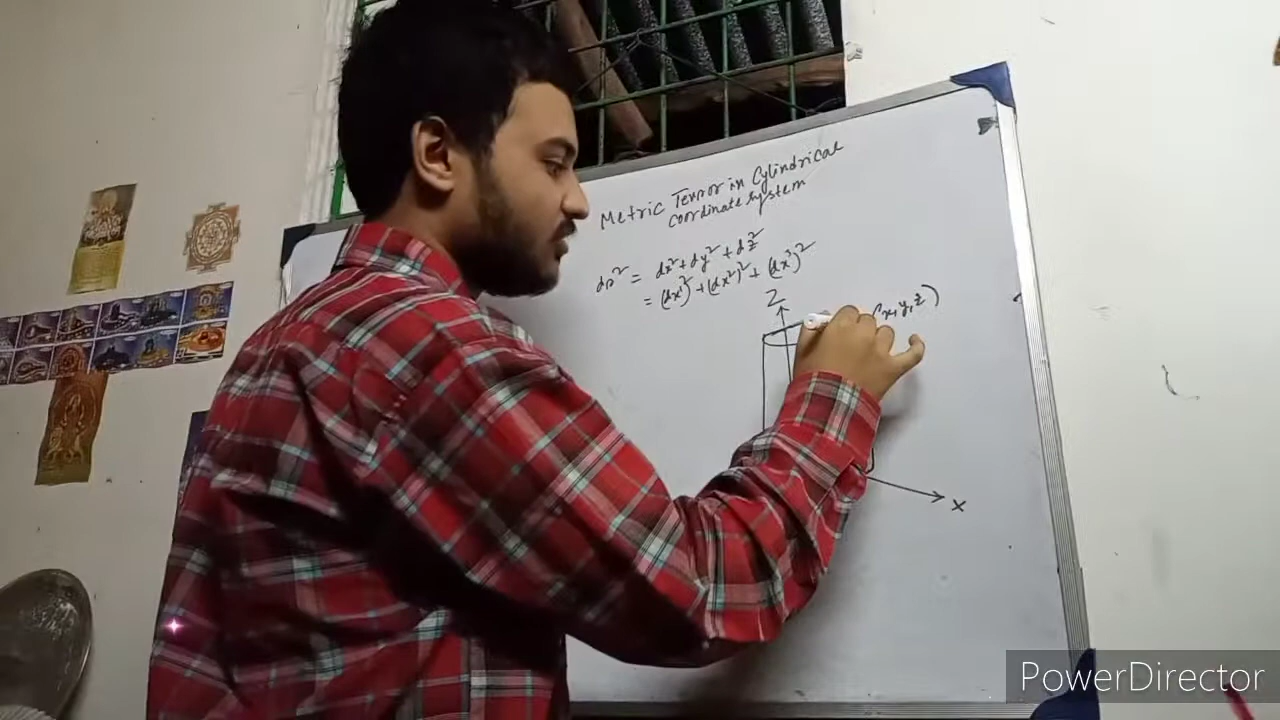 Metric Tensor in Cylindrical
coordinate system
ds² = dx² + dy² + dz²
= (dx¹)² + (dx²)² + (dx³)²
Z
(x,y,z)
X
PowerDirector